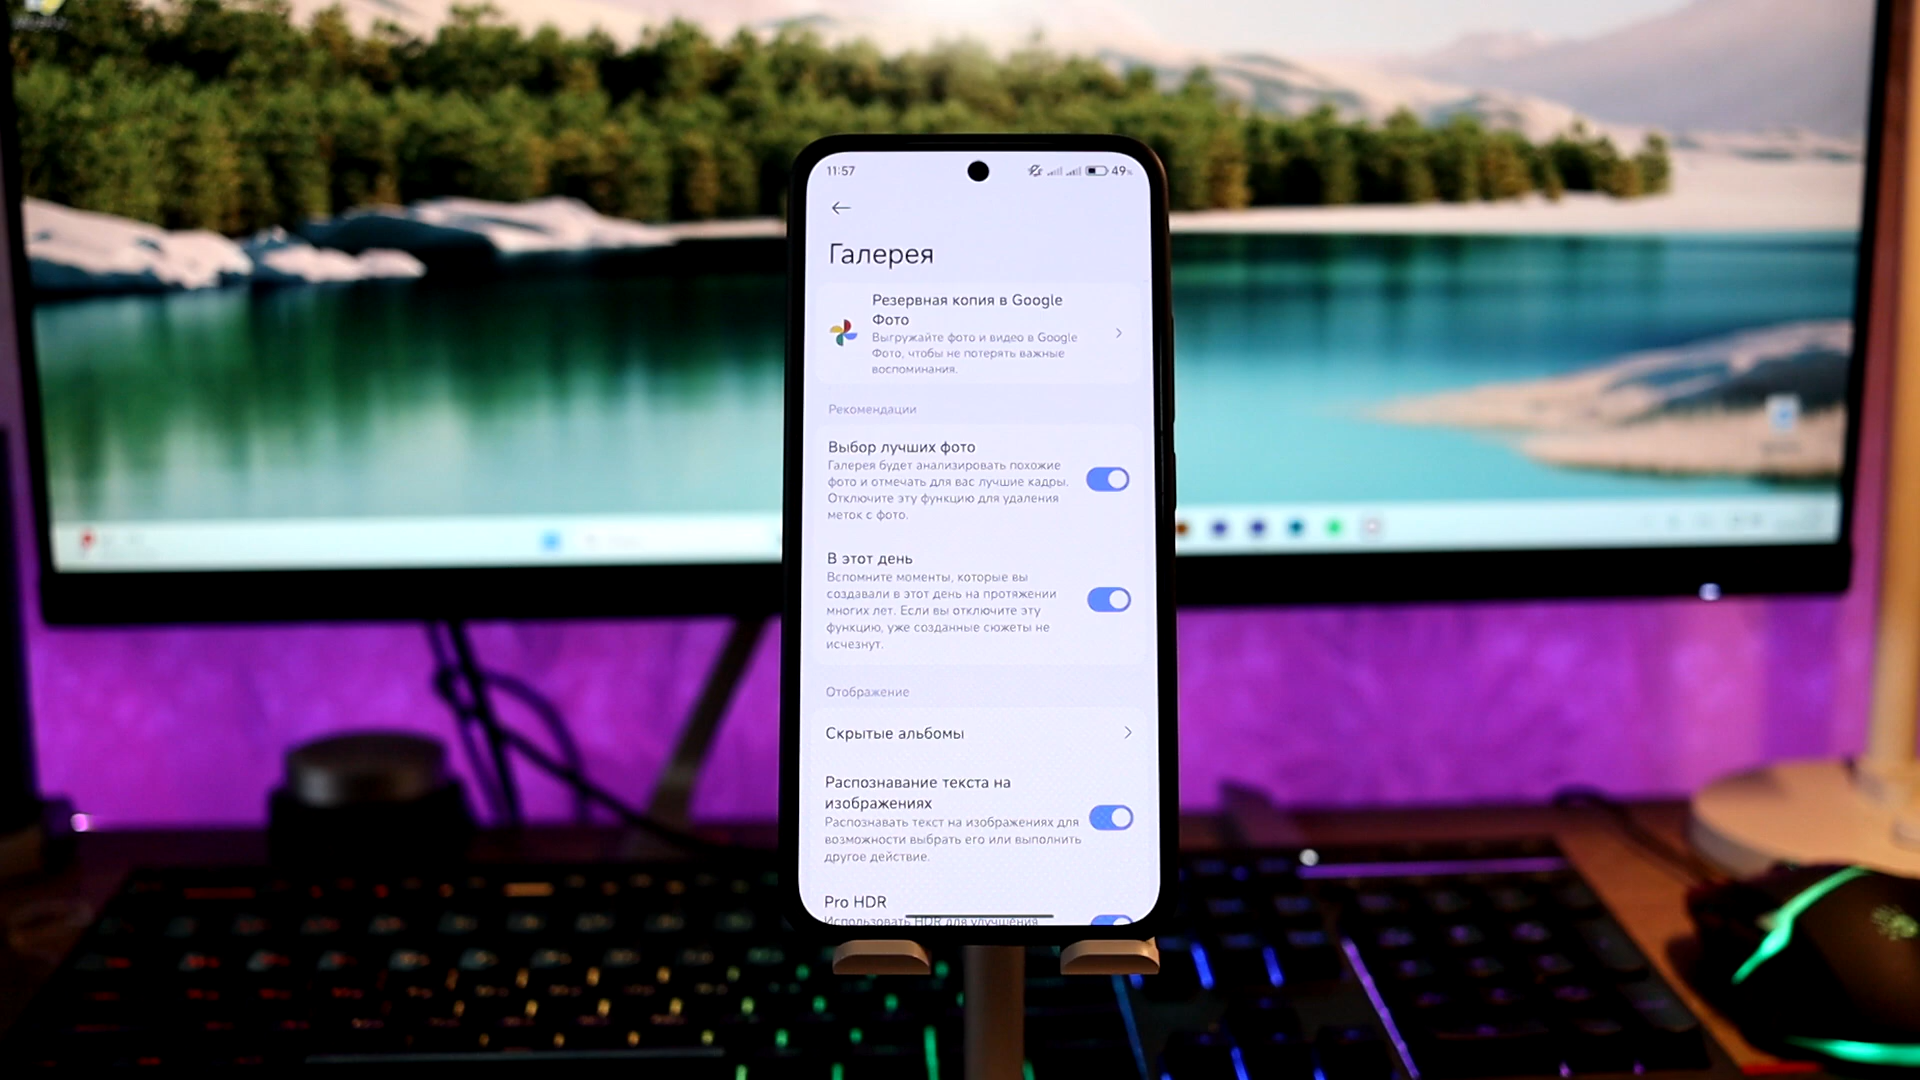 11:57
49%
Галерея
Резервная копия в Google
Фото
Выгружайте фото и видео в Google
Фото, чтобы не потерять важные
воспоминания.
Рекомендации
Выбор лучших фото
Галерея будет анализировать похожие
фото и отмечать для вас лучшие кадры.
Отключите эту функцию для удаления
меток с фото.
В этот день
Вспомните моменты, которые вы
создавали в этот день на протяжении
многих лет. Если вы отключите эту
функцию, уже созданные сюжеты не
исчезнут.
Отображение
Скрытые альбомы
Распознавание текста на
изображениях
Распознавать текст на изображениях для
возможности выбрать его или выполнить
другое действие.
Pro HDR
Использовать HDR для улучшения